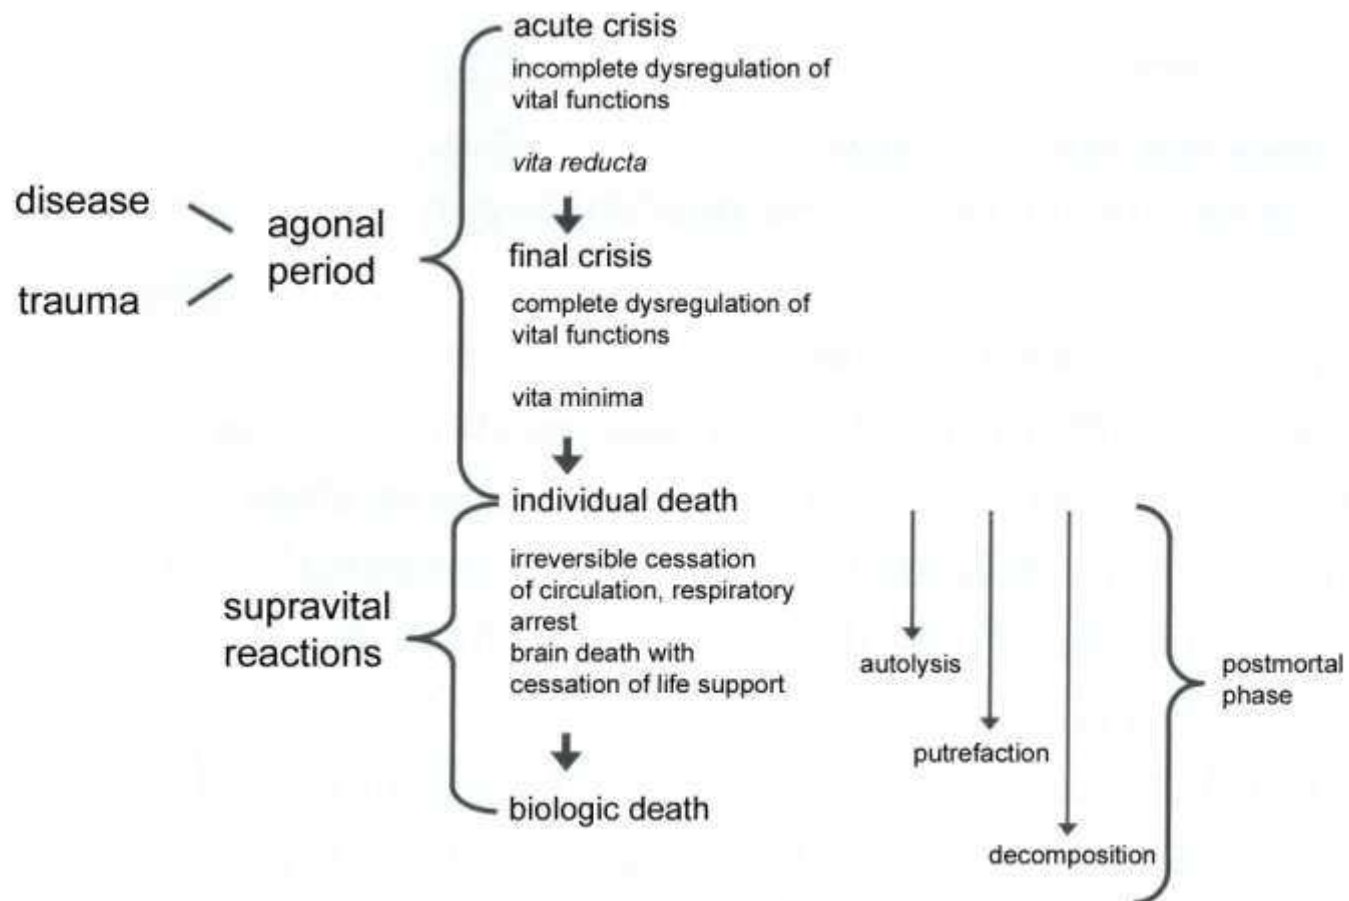 disease
trauma
agonal
period
acute crisis
incomplete dysregulation of
vital functions
vita reducta
final crisis
complete dysregulation of
vital functions
vita minima
individual death
supravital
reactions
irreversible cessation
of circulation, respiratory
arrest
brain death with
cessation of life support
biologic death
autolysis
putrefaction
decomposition
postmortal
phase